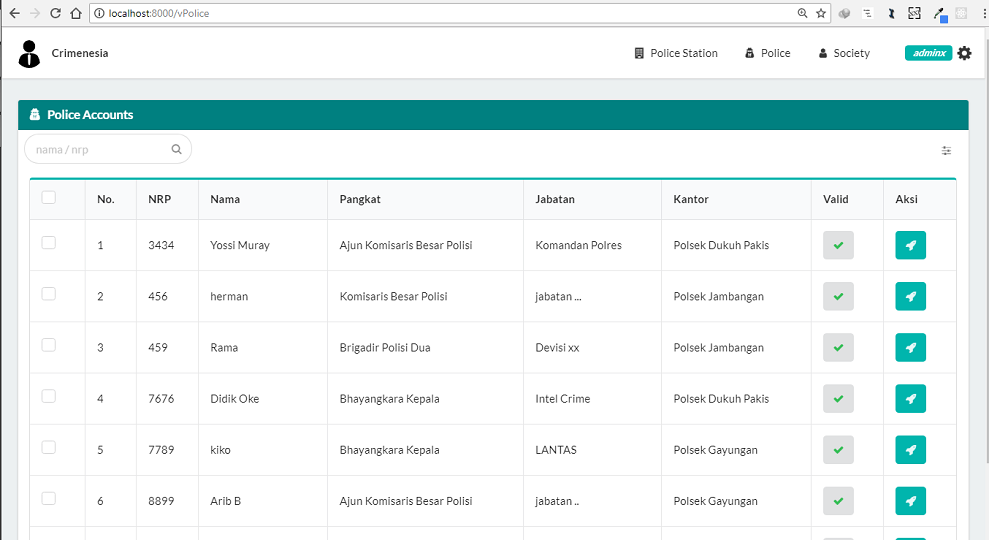 localhost:8000/vPolice
Crimenesia Police Station Police Society adminx
Police Accounts
nama / nrp
No. NRP Nama Pangkat Jabatan Kantor Valid Aksi
1 3434 Yossi Muray Ajun Komisaris Besar Polisi Komandan Polres Polsek Dukuh Pakis
2 456 herman Komisaris Besar Polisi jabatan ... Polsek Jambangan
3 459 Rama Brigadir Polisi Dua Devisi xx Polsek Jambangan
4 7676 Didik Oke Bhayangkara Kepala Intel Crime Polsek Dukuh Pakis
5 7789 kiko Bhayangkara Kepala LANTAS Polsek Gayungan
6 8899 Arib B Ajun Komisaris Besar Polisi jabatan .. Polsek Gayungan